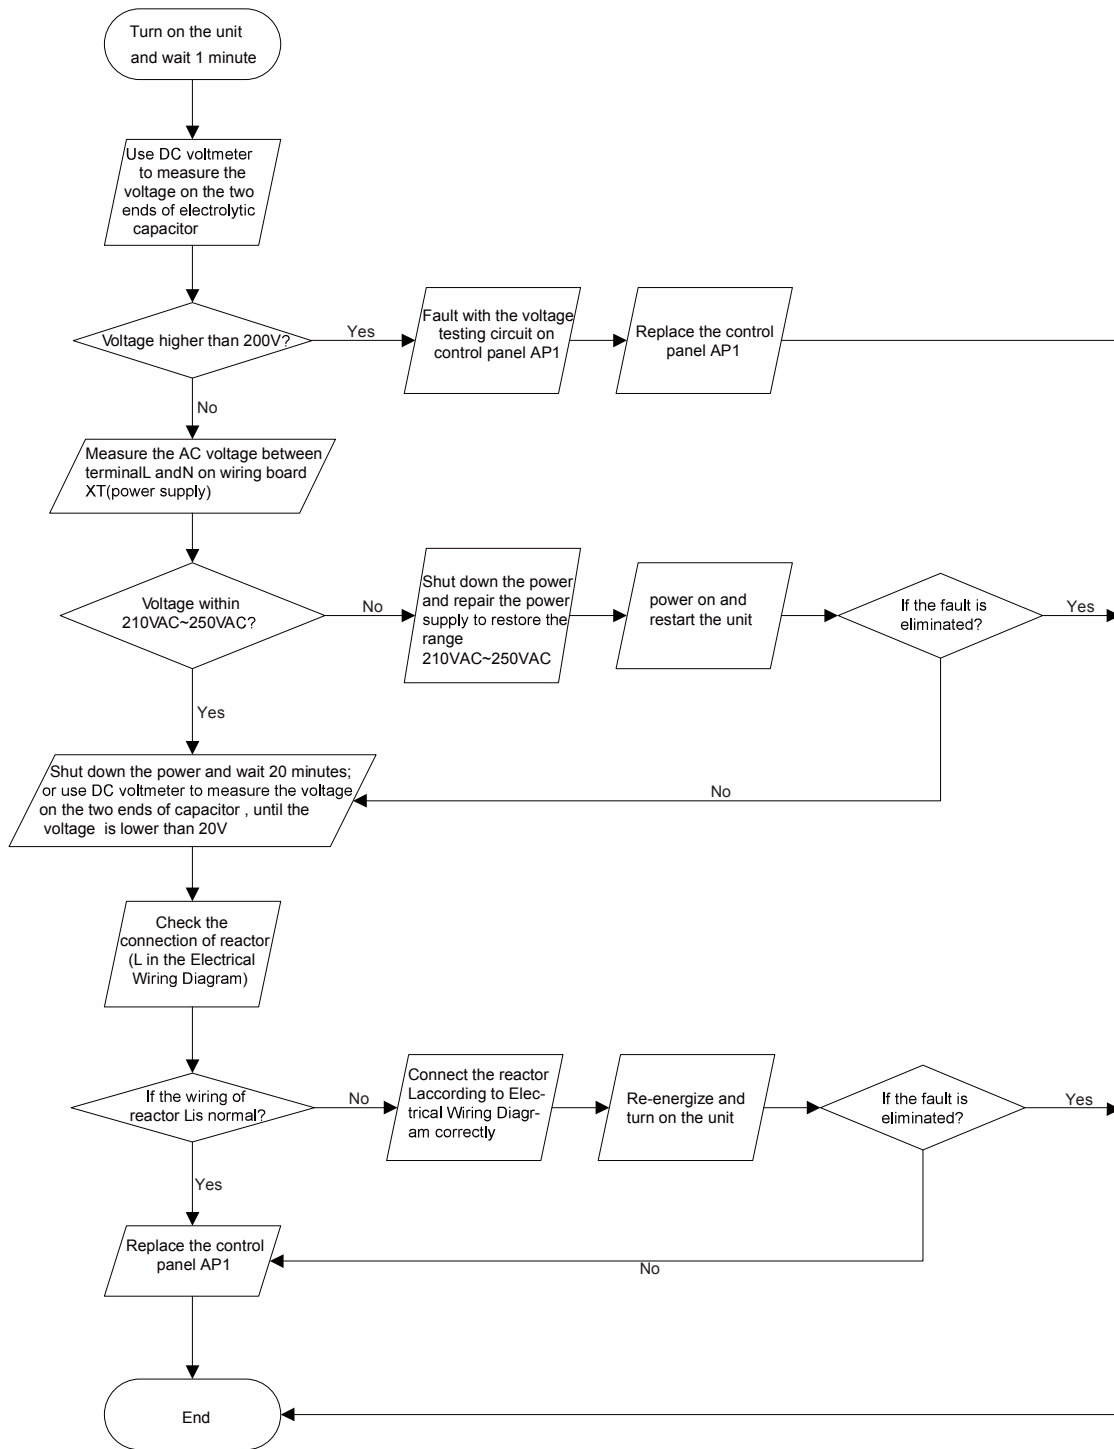 Turn on the unit
and wait 1 minute
Use DC voltmeter
to measure the
voltage on the two
ends of electrolytic
capacitor
Voltage higher than 200V?
Yes
Fault with the voltage
testing circuit on
control panel AP1
Replace the control
panel AP1
No
Measure the AC voltage between
terminalL andN on wiring board
XT(power supply)
Voltage within
210VAC~250VAC?
No
Shut down the power
and repair the power
supply to restore the
range
210VAC~250VAC
power on and
restart the unit
If the fault is
eliminated?
Yes
Yes
No
Shut down the power and wait 20 minutes;
or use DC voltmeter to measure the voltage
on the two ends of capacitor , until the
voltage is lower than 20V
Check the
connection of reactor
(L in the Electrical
Wiring Diagram)
If the wiring of
reactor Lis normal?
No
Connect the reactor
Laccording to Elec-
trical Wiring Diagr-
am correctly
Re-energize and
turn on the unit
If the fault is
eliminated?
Yes
Yes
No
Replace the control
panel AP1
End